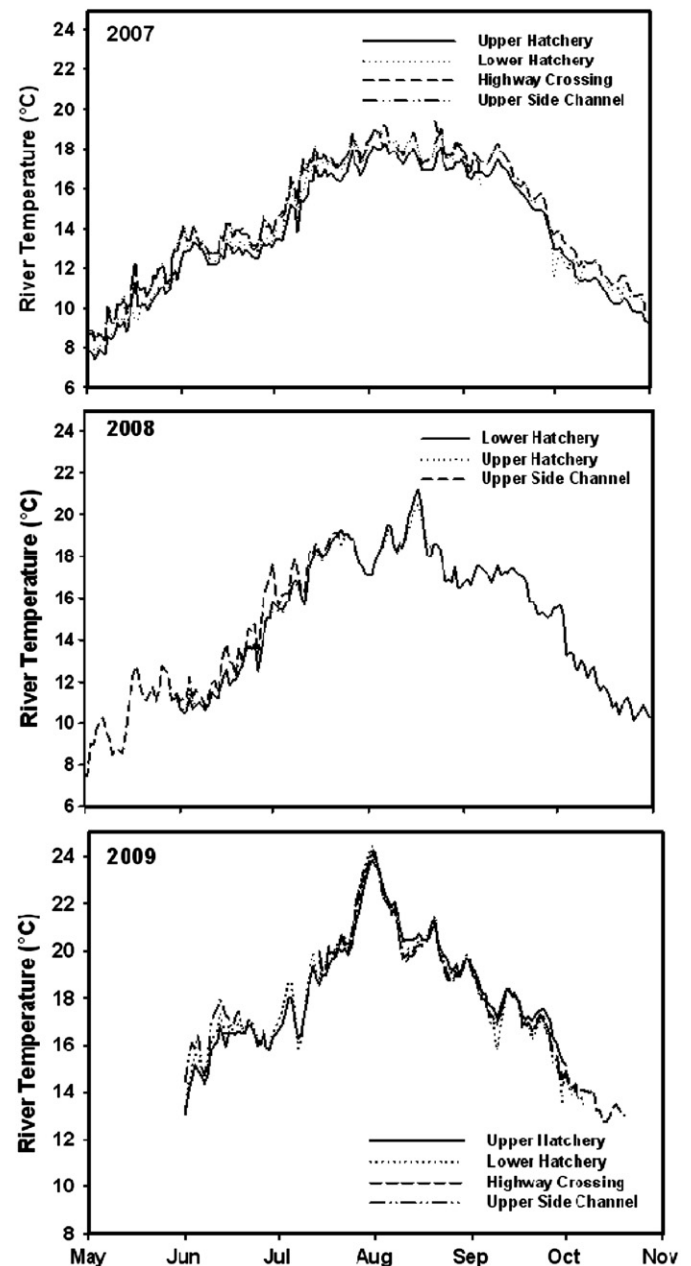 24
2007
Upper Hatchery
22
Lower Hatchery
Highway Crossing
20
Upper Side Channel
18
16
14
12
10
8
6
River Temperature (°C)
24
2008
Lower Hatchery
22
Upper Hatchery
Upper Side Channel
20
18
16
14
12
10
8
6
River Temperature (°C)
24
2009
22
20
18
16
14
12
10
8
River Temperature (°C)
Upper Hatchery
Lower Hatchery
Highway Crossing
Upper Side Channel
May Jun Jul Aug Sep Oct Nov